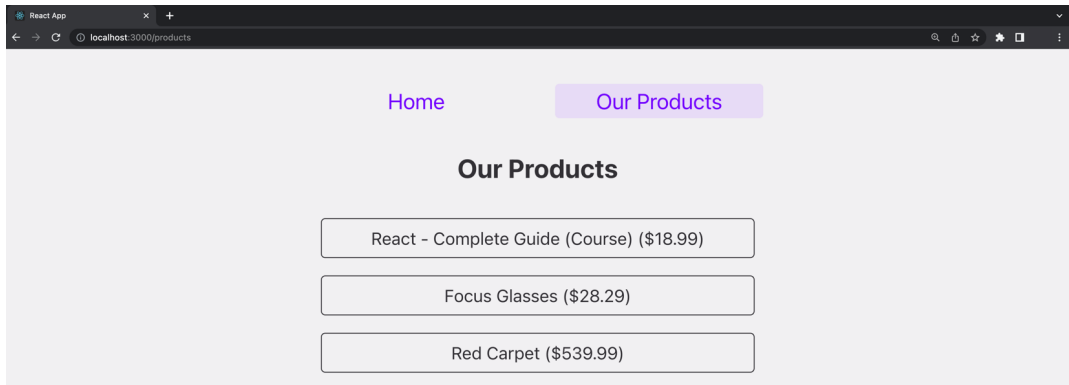 React App
localhost:3000/products
Home Our Products
Our Products
React - Complete Guide (Course) ($18.99)
Focus Glasses ($28.29)
Red Carpet ($539.99)